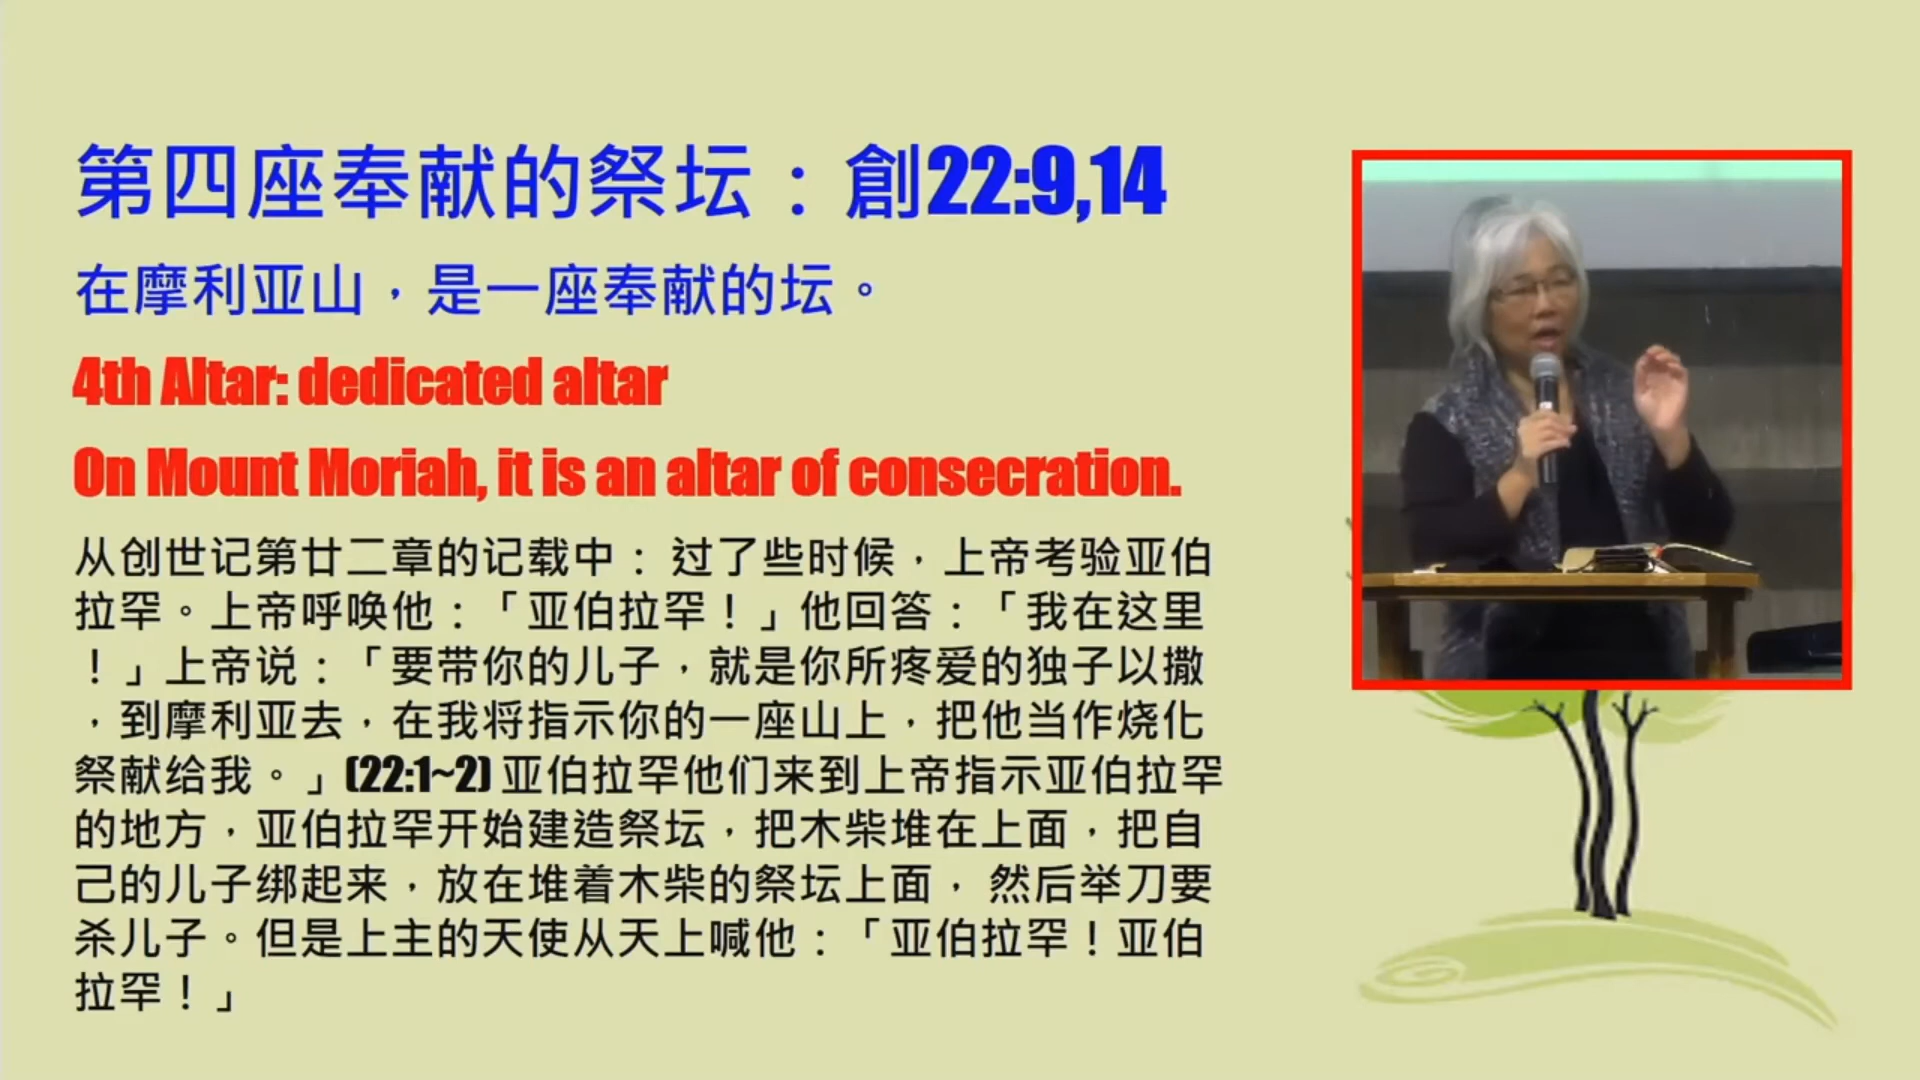 第四座奉献的祭坛：創22:9,14
在摩利亚山，是一座奉献的坛。
4th Altar: dedicated altar
On Mount Moriah, it is an altar of consecration.
从创世记第廿二章的记载中： 过了些时候，上帝考验亚伯
拉罕。上帝呼唤他：「亚伯拉罕！」他回答：「我在这里
！」上帝说：「要带你的儿子，就是你所疼爱的独子以撒
，到摩利亚去，在我将指示你的一座山上，把他当作烧化
祭献给我。」(22:1~2) 亚伯拉罕他们来到上帝指示亚伯拉罕
的地方，亚伯拉罕开始建造祭坛，把木柴堆在上面，把自
己的儿子绑起来，放在堆着木柴的祭坛上面， 然后举刀要
杀儿子。但是上主的天使从天上喊他：「亚伯拉罕！亚伯
拉罕！」